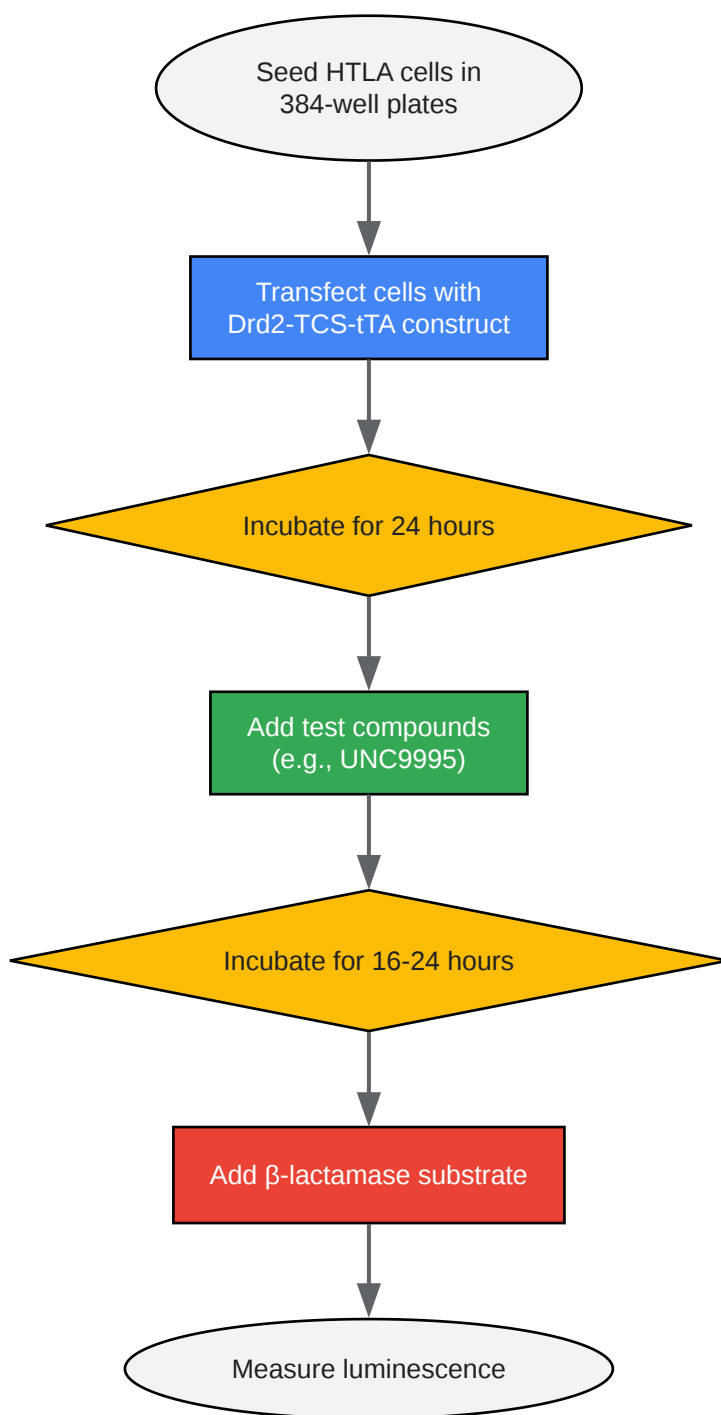 Seed HTLA cells in
384-well plates
Transfect cells with
Drd2-TCS-tTA construct
Incubate for 24 hours
Add test compounds
(e.g., UNC9995)
Incubate for 16-24 hours
Add β-lactamase substrate
Measure luminescence